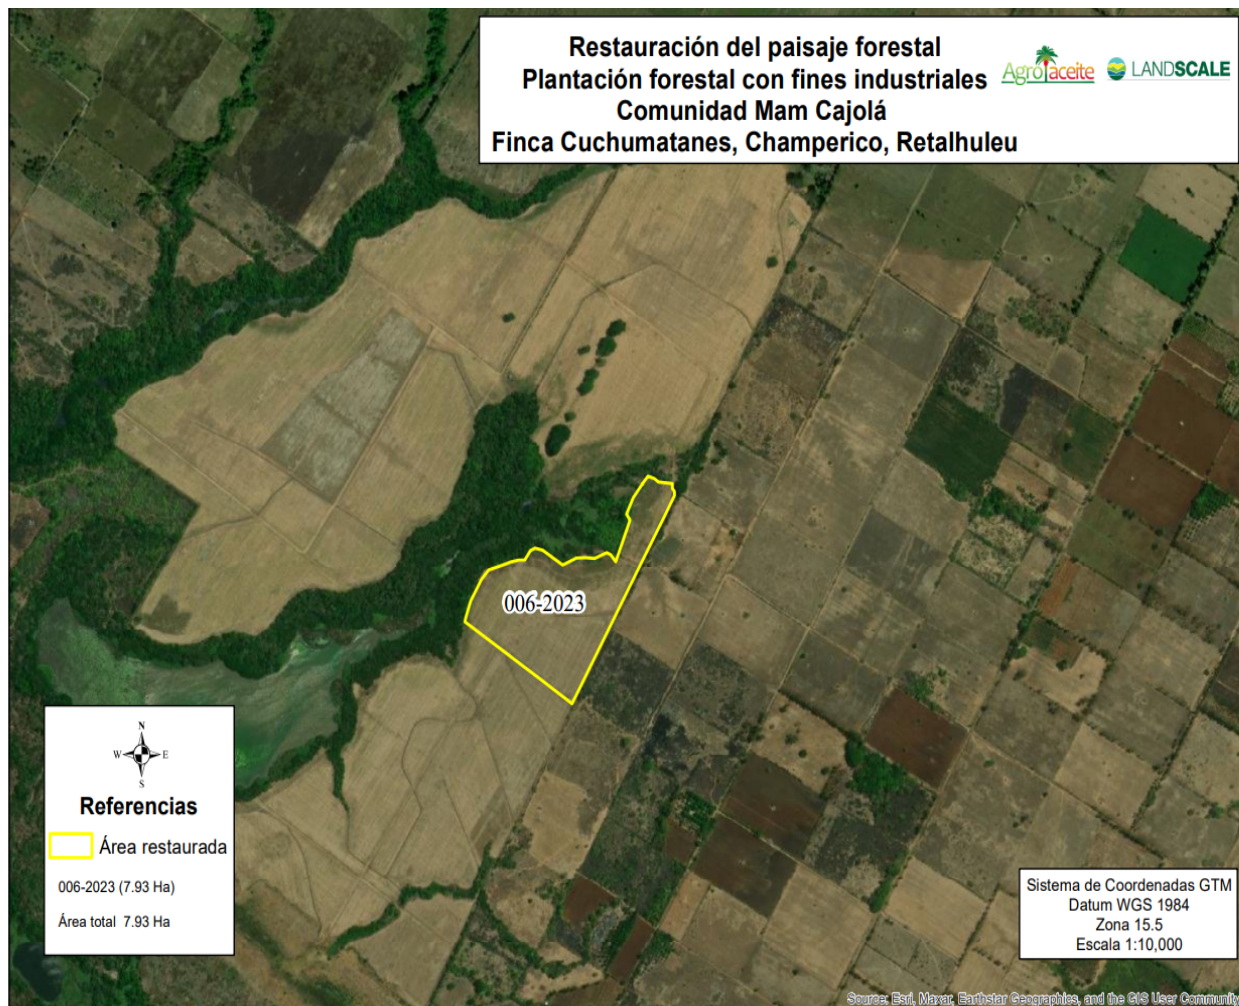 Restauración del paisaje forestal
Plantación forestal con fines industriales
Comunidad Mam Cajolá
Finca Cuchumatanes, Champerico, Retalhuleu
Agroaceite
LANDSCALE
006-2023
N
W E
S
Referencias
Área restaurada
006-2023 (7.93 Ha)
Área total 7.93 Ha
Sistema de Coordenadas GTM
Datum WGS 1984
Zona 15.5
Escala 1:10,000
Source: Esri, Maxar, Earthstar Geographics, and the GIS User Community